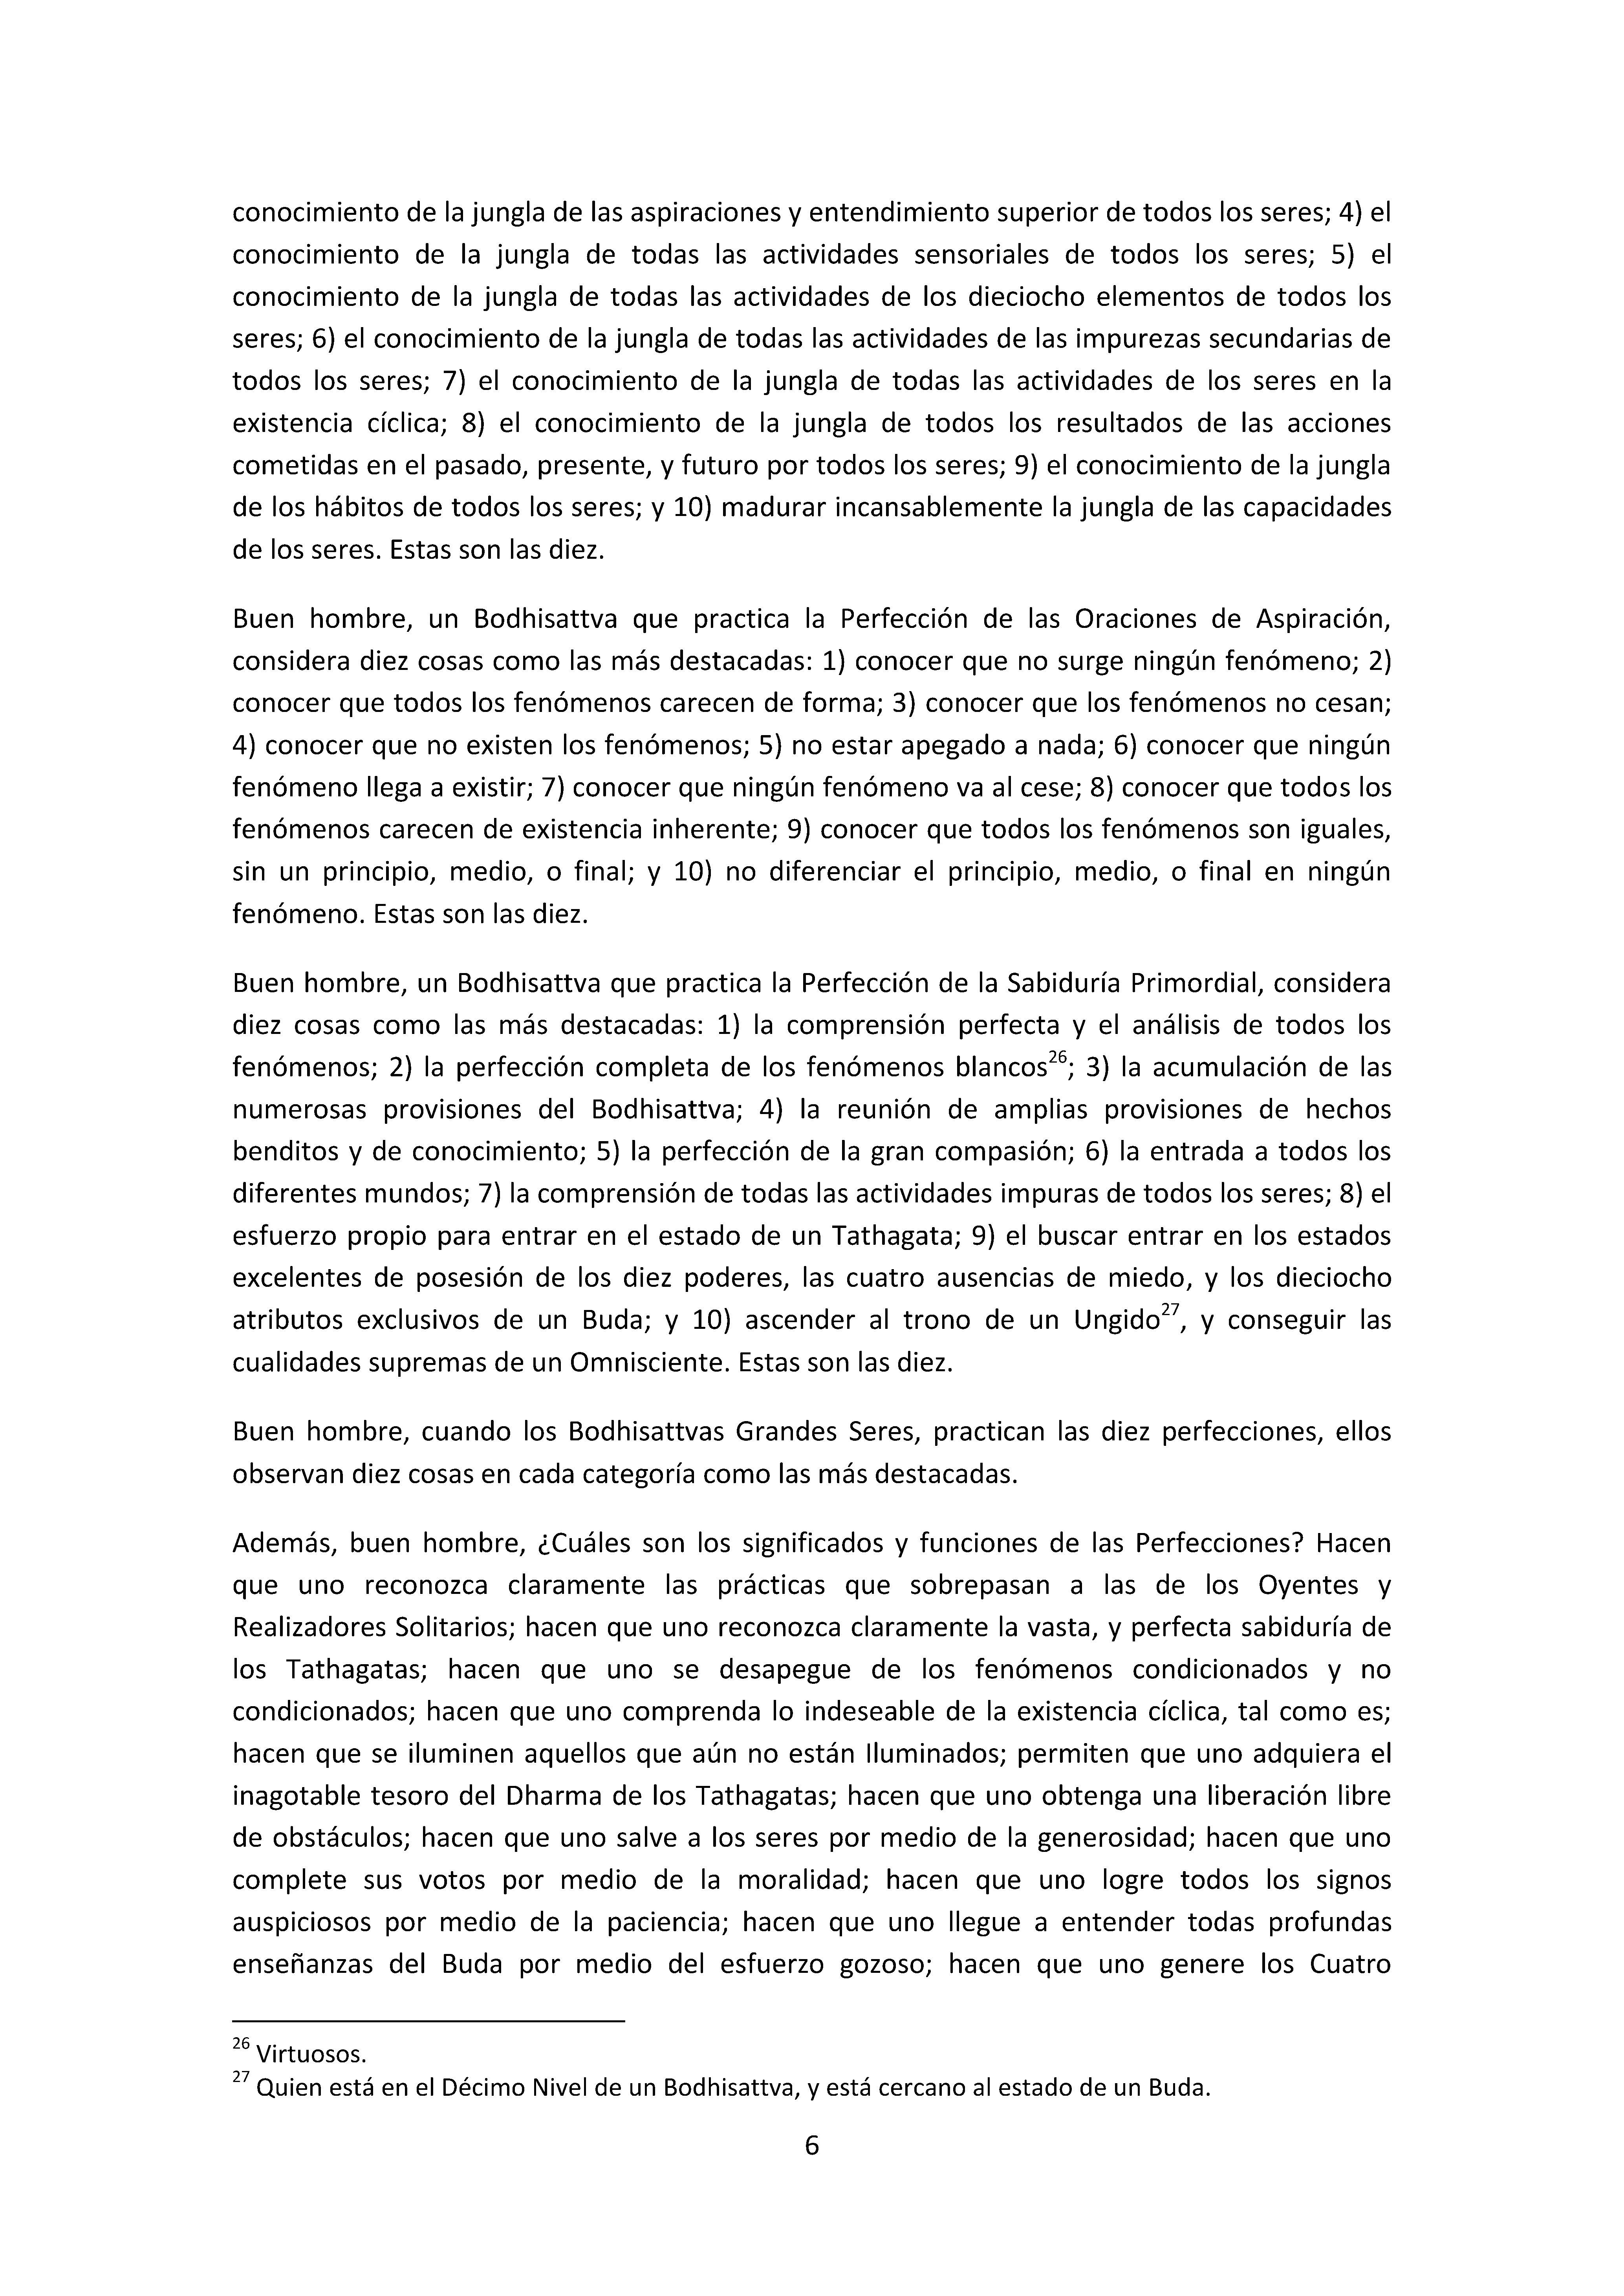 conocimiento de la jungla de las aspiraciones y entendimiento superior de todos los seres; 4) el
conocimiento de la jungla de todas las actividades sensoriales de todos los seres; 5) el
conocimiento de la jungla de todas las actividades de los dieciocho elementos de todos los
seres; 6) el conocimiento de la jungla de todas las actividades de las impurezas secundarias de
todos los seres; 7) el conocimiento de la jungla de todas las actividades de los seres en la
existencia cíclica; 8) el conocimiento de la jungla de todos los resultados de las acciones
cometidas en el pasado, presente, y futuro por todos los seres; 9) el conocimiento de la jungla
de los hábitos de todos los seres; y 10) madurar incansablemente la jungla de las capacidades
de los seres. Estas son las diez.
Buen hombre, un Bodhisattva que practica la Perfección de las Oraciones de Aspiración,
considera diez cosas como las más destacadas: 1) conocer que no surge ningún fenómeno; 2)
conocer que todos los fenómenos carecen de forma; 3) conocer que los fenómenos no cesan;
4) conocer que no existen los fenómenos; 5) no estar apegado a nada; 6) conocer que ningún
fenómeno llega a existir; 7) conocer que ningún fenómeno va al cese; 8) conocer que todos los
fenómenos carecen de existencia inherente; 9) conocer que todos los fenómenos son iguales,
sin un principio, medio, o final; y 10) no diferenciar el principio, medio, o final en ningún
fenómeno. Estas son las diez.
Buen hombre, un Bodhisattva que practica la Perfección de la Sabiduría Primordial, considera
diez cosas como las más destacadas: 1) la comprensión perfecta y el análisis de todos los
fenómenos; 2) la perfección completa de los fenómenos blancos26; 3) la acumulación de las
numerosas provisiones del Bodhisattva; 4) la reunión de amplias provisiones de hechos
benditos y de conocimiento; 5) la perfección de la gran compasión; 6) la entrada a todos los
diferentes mundos; 7) la comprensión de todas las actividades impuras de todos los seres; 8) el
esfuerzo propio para entrar en el estado de un Tathagata; 9) el buscar entrar en los estados
excelentes de posesión de los diez poderes, las cuatro ausencias de miedo, y los dieciocho
atributos exclusivos de un Buda; y 10) ascender al trono de un Ungido27, y conseguir las
cualidades supremas de un Omnisciente. Estas son las diez.
Buen hombre, cuando los Bodhisattvas Grandes Seres, practican las diez perfecciones, ellos
observan diez cosas en cada categoría como las más destacadas.
Además, buen hombre, ¿Cuáles son los significados y funciones de las Perfecciones? Hacen
que uno reconozca claramente las prácticas que sobrepasan a las de los Oyentes y
Realizadores Solitarios; hacen que uno reconozca claramente la vasta, y perfecta sabiduría de
los Tathagatas; hacen que uno se desapegue de los fenómenos condicionados y no
condicionados; hacen que uno comprenda lo indeseable de la existencia cíclica, tal como es;
hacen que se iluminen aquellos que aún no están Iluminados; permiten que uno adquiera el
inagotable tesoro del Dharma de los Tathagatas; hacen que uno obtenga una liberación libre
de obstáculos; hacen que uno salve a los seres por medio de la generosidad; hacen que uno
complete sus votos por medio de la moralidad; hacen que uno logre todos los signos
auspiciosos por medio de la paciencia; hacen que uno llegue a entender todas profundas
enseñanzas del Buda por medio del esfuerzo gozoso; hacen que uno genere los Cuatro
26 Virtuosos.
27 Quien está en el Décimo Nivel de un Bodhisattva, y está cercano al estado de un Buda.
6